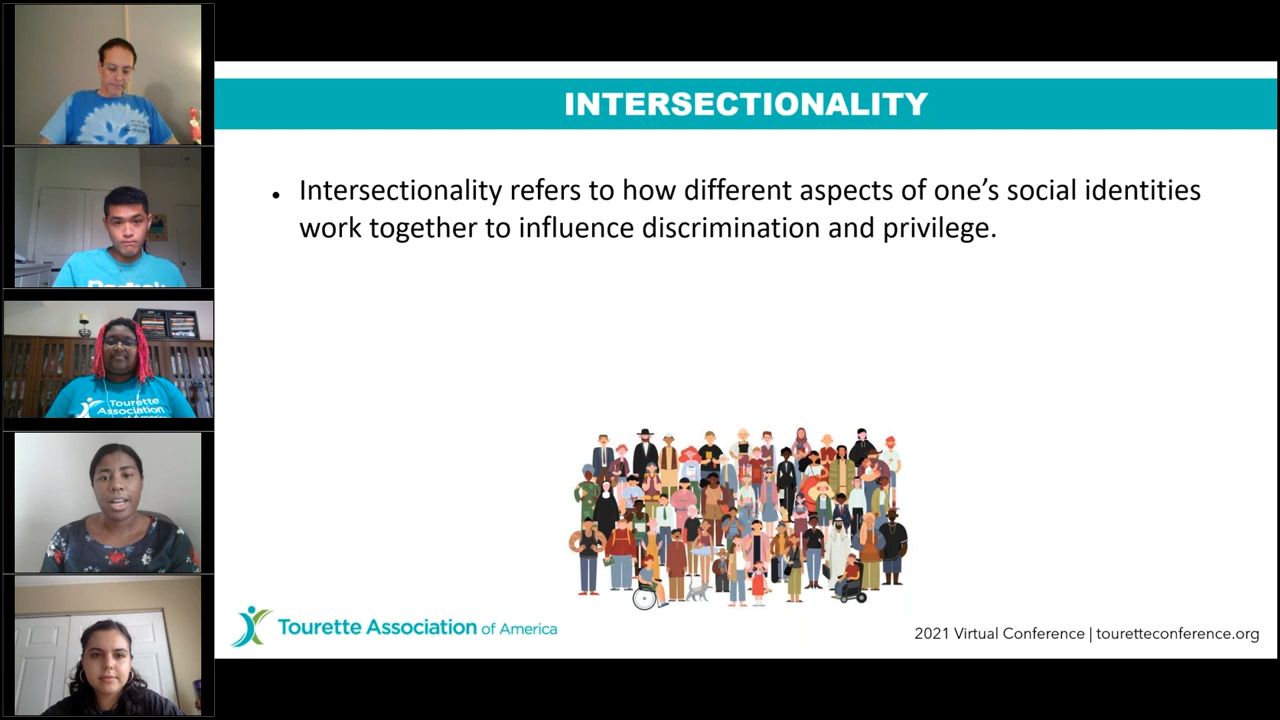 INTERSECTIONALITY
• Intersectionality refers to how different aspects of one’s social identities
work together to influence discrimination and privilege.
Tourette
Association
Tourette Association of America
2021 Virtual Conference | touretteconference.org